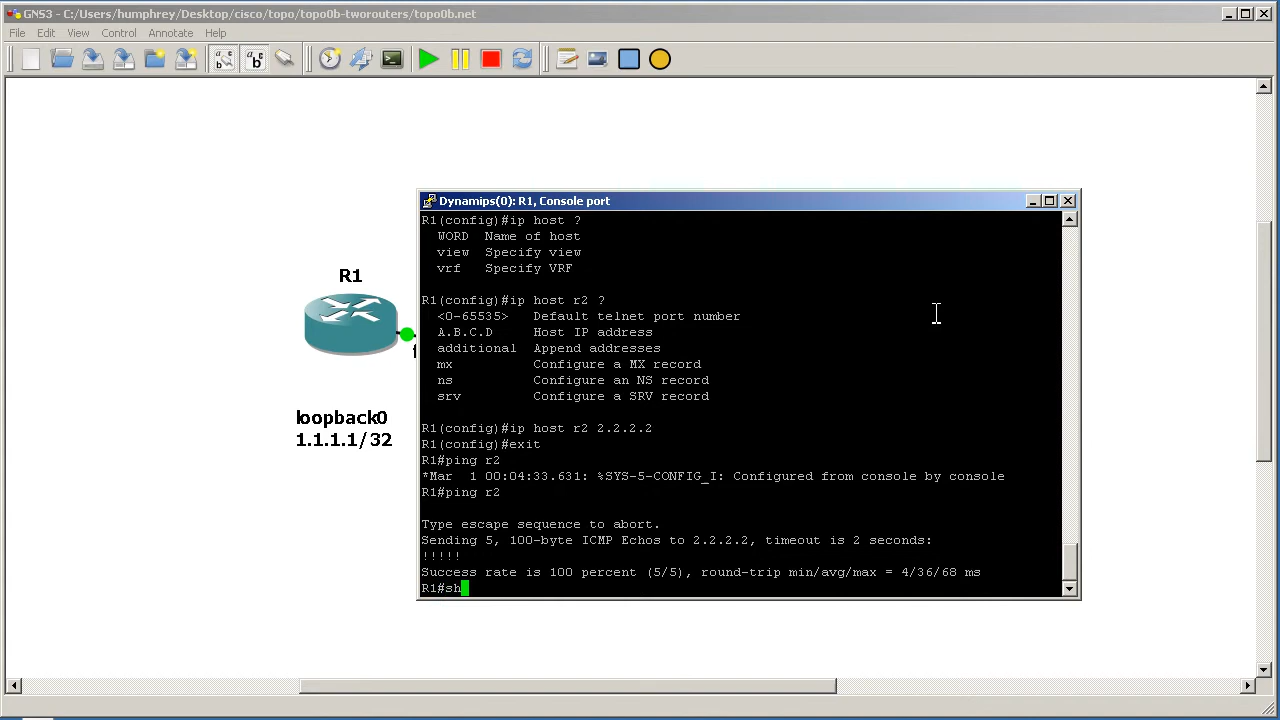 GNS3 - C:/Users/humphrey/Desktop/cisco/topo/topo0b-tworouters/topo0b.net
File Edit View Control Annotate Help
R1
loopback0
1.1.1.1/32
Dynamips(0): R1, Console port
R1(config)#ip host ?
WORD Name of host
view Specify view
vrf Specify VRF
R1(config)#ip host r2 ?
<0-65535> Default telnet port number
A.B.C.D Host IP address
additional Append addresses
mx Configure a MX record
ns Configure an NS record
srv Configure a SRV record
R1(config)#ip host r2 2.2.2.2
R1(config)#exit
R1#ping r2
*Mar 1 00:04:33.631: %SYS-5-CONFIG_I: Configured from console by console
R1#ping r2
Type escape sequence to abort.
Sending 5, 100-byte ICMP Echos to 2.2.2.2, timeout is 2 seconds:
!!!!!
Success rate is 100 percent (5/5), round-trip min/avg/max = 4/36/68 ms
R1#sh